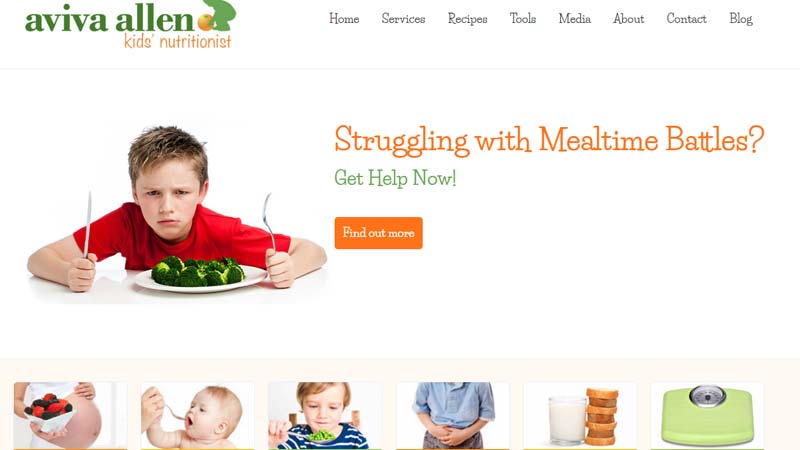 aviva allen
kids' nutritionist
Home Services Recipes Tools Media About Contact Blog
Struggling with Mealtime Battles?
Get Help Now!
Find out more